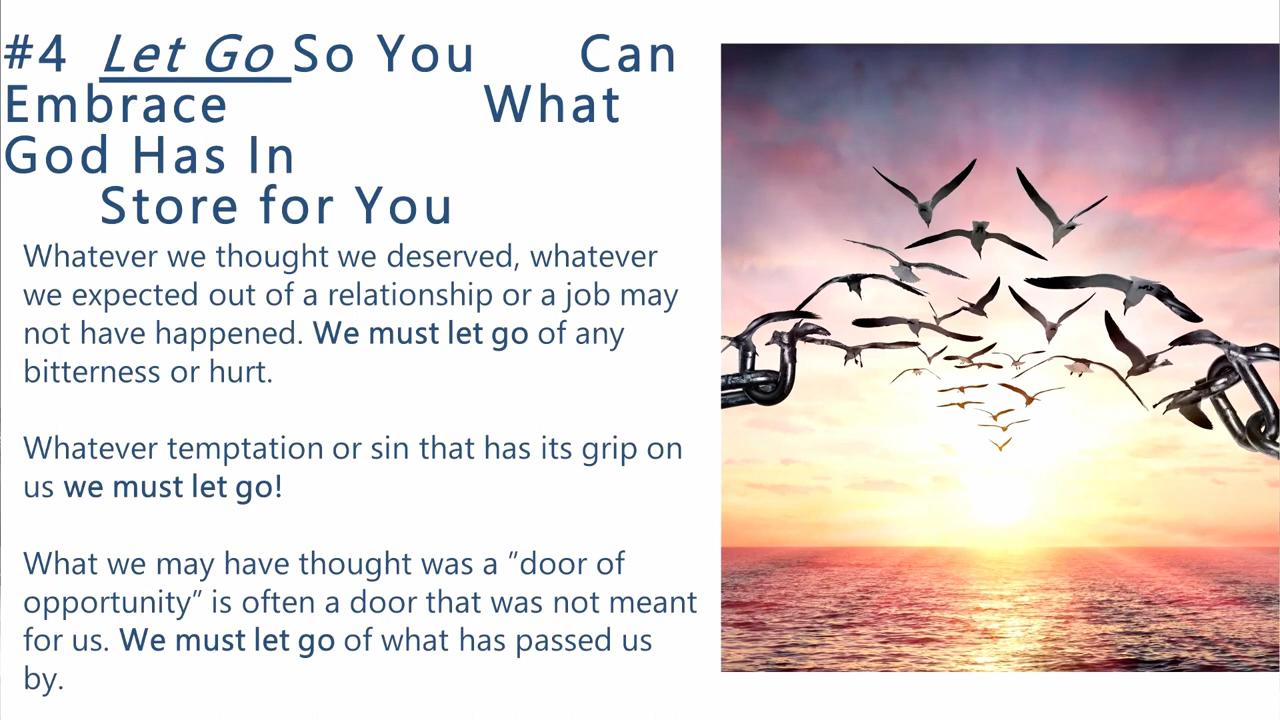 #4 Let Go So You Can
Embrace What
God Has In
Store for You
Whatever we thought we deserved, whatever
we expected out of a relationship or a job may
not have happened. We must let go of any
bitterness or hurt.
Whatever temptation or sin that has its grip on
us we must let go!
What we may have thought was a ”door of
opportunity” is often a door that was not meant
for us. We must let go of what has passed us
by.